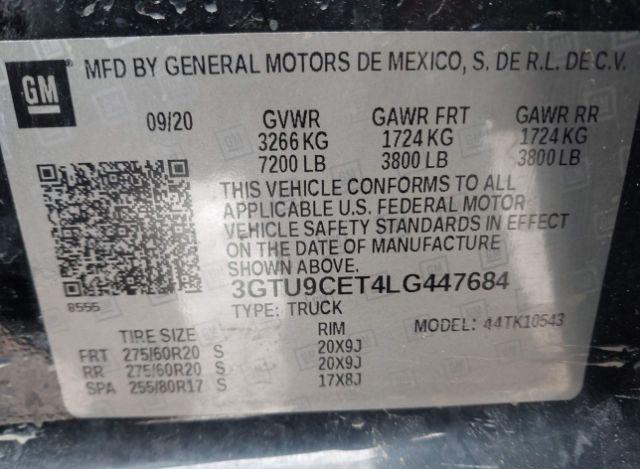 GM MFD BY GENERAL MOTORS DE MEXICO, S. DE R.L. DE C.V.
09/20 GVWR GAWR FRT GAWR RR
3266 KG 1724 KG 1724 KG
7200 LB 3800 LB 3800 LB
THIS VEHICLE CONFORMS TO ALL
APPLICABLE U.S. FEDERAL MOTOR
VEHICLE SAFETY STANDARDS IN EFFECT
ON THE DATE OF MANUFACTURE
SHOWN ABOVE.
3GTU9CET4LG447684
8555
TYPE: TRUCK MODEL: 44TK10543
TIRE SIZE RIM
FRT 275/60R20 S 20X9J
RR 275/60R20 S 20X9J
SPA 255/80R17 S 17X8J